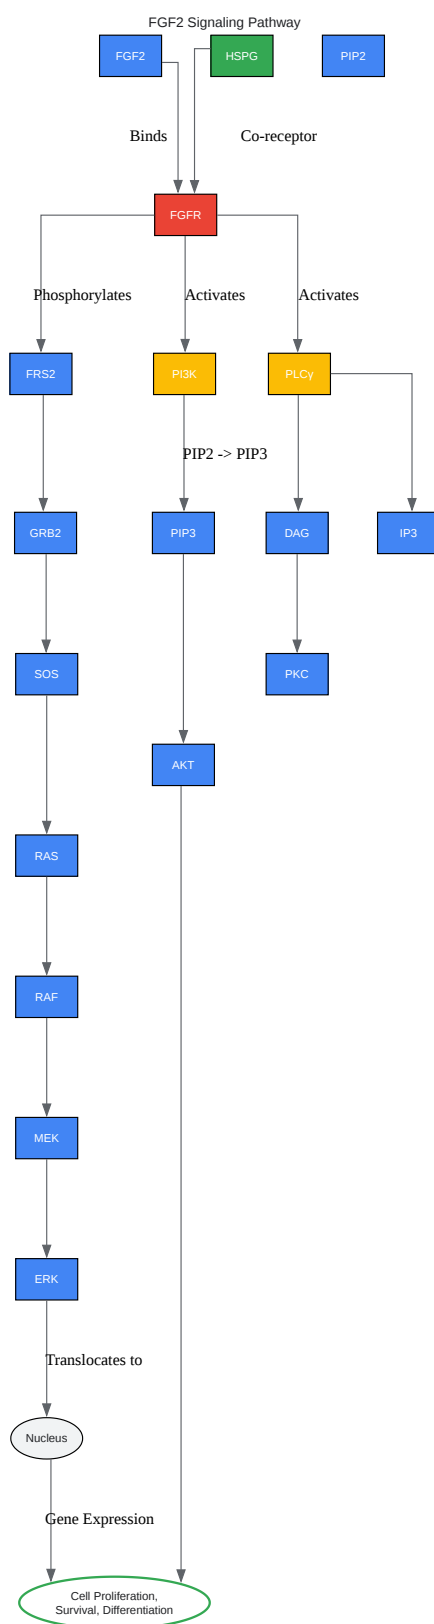 FGF2 Signaling Pathway
FGF2
HSPG
PIP2
Binds
Co-receptor
FGFR
Phosphorylates
Activates
Activates
FRS2
PI3K
PLCγ
PIP2 -> PIP3
GRB2
PIP3
DAG
IP3
SOS
PKC
AKT
RAS
RAF
MEK
ERK
Translocates to
Nucleus
Gene Expression
Cell Proliferation,
Survival, Differentiation